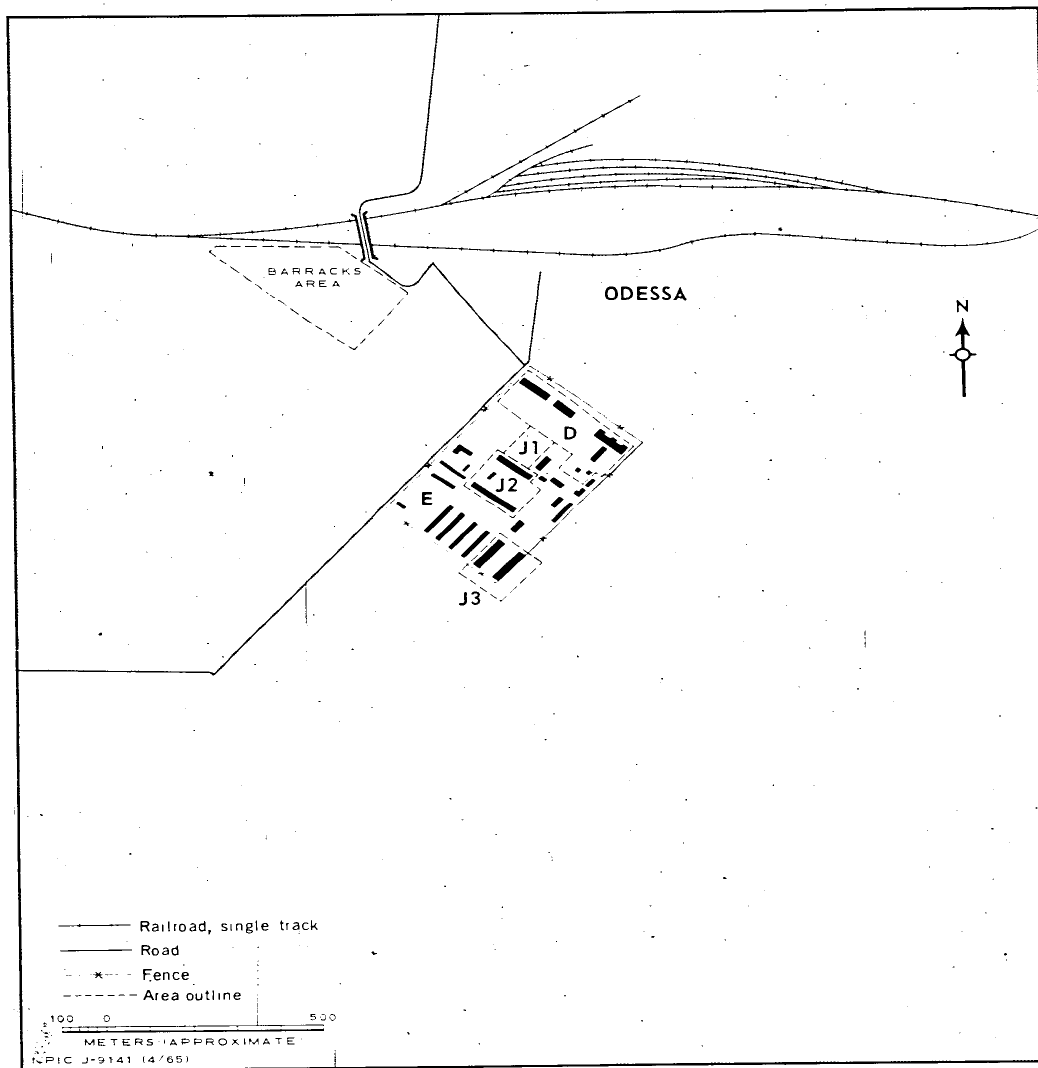 BARRACKS
AREA
ODESSA
N
D
J1
J2
E
J3
Railroad, single track
Road
Fence
Area outline
100 0 500
METERS (APPROXIMATE)
NPIC J-9141 (4/65)